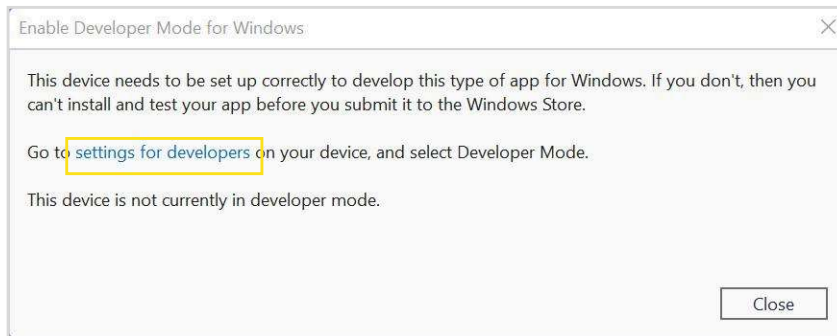 Enable Developer Mode for Windows
This device needs to be set up correctly to develop this type of app for Windows. If you don't, then you
can't install and test your app before you submit it to the Windows Store.
Go to settings for developers on your device, and select Developer Mode.
This device is not currently in developer mode.
Close